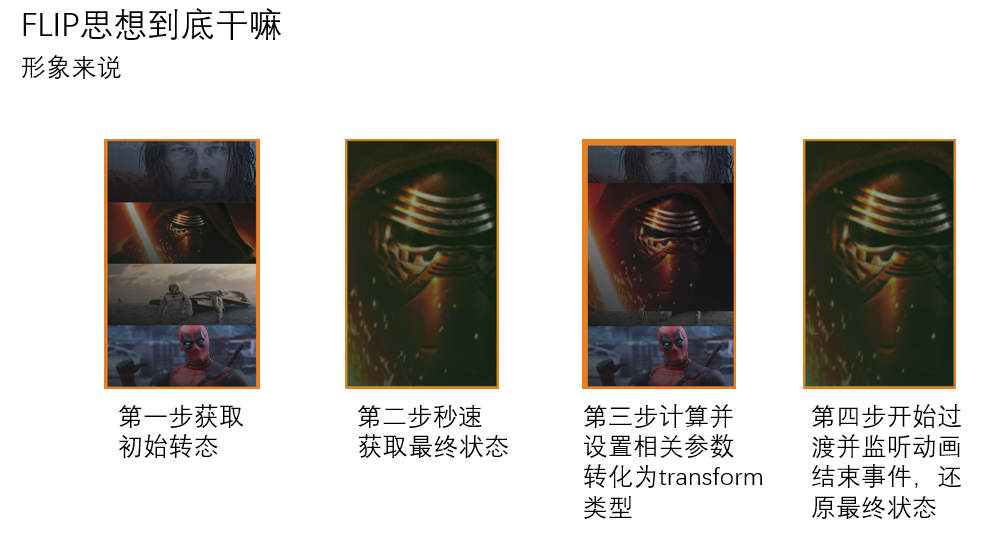 FLIP思想到底干嘛
形象来说
第一步获取
初始转态
第二步秒速
获取最终状态
第三步计算并
设置相关参数
转化为transform
类型
第四步开始过
渡并监听动画
结束事件，还
原最终状态